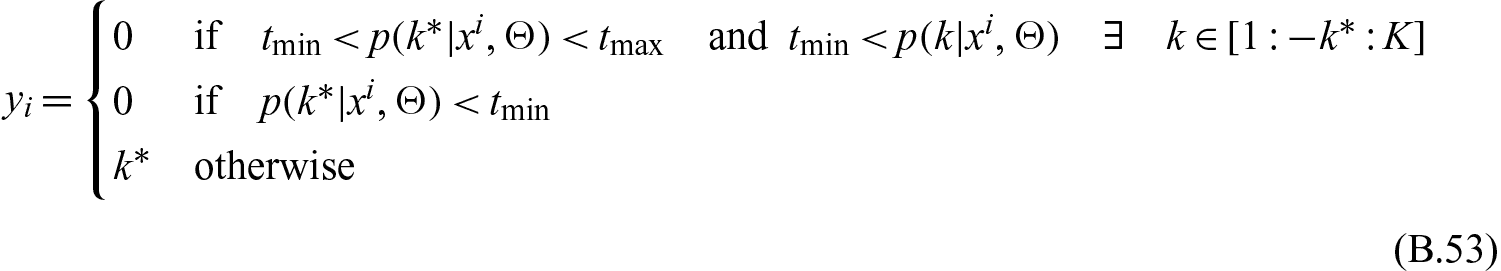 0 if t_min < p(k*|x^i, Θ) < t_max and t_min < p(k|x^i, Θ) ∃ k ∈ [1 : −k* : K]
y_i = { 0 if p(k*|x^i, Θ) < t_min
k* otherwise
(B.53)